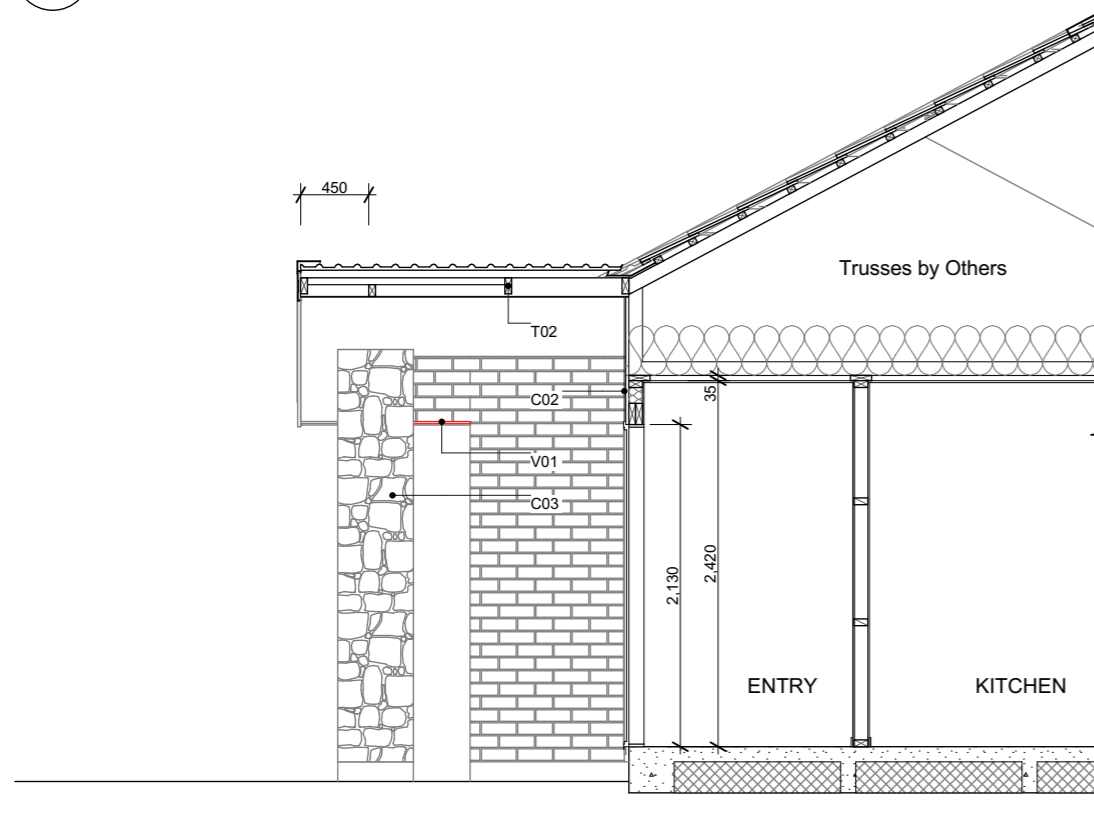 450
Trusses by Others
T02
C02
35
V01
C03
2,130
2,420
ENTRY
KITCHEN